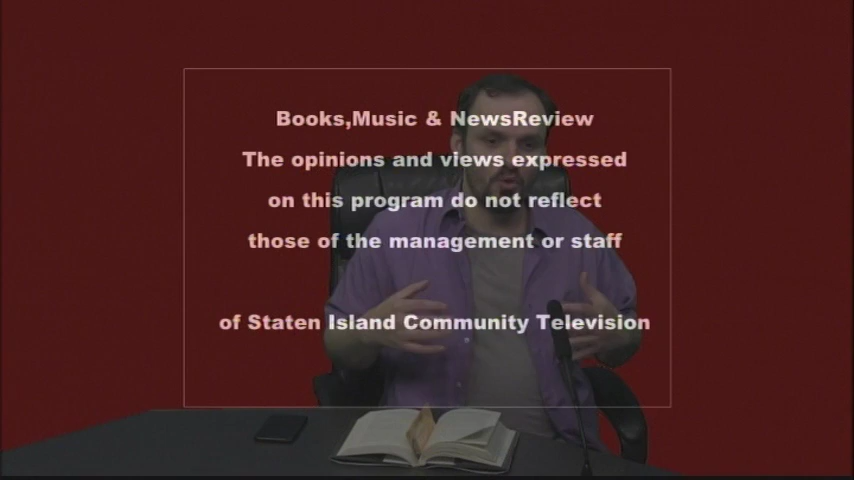 Books,Music & NewsReview
The opinions and views expressed
on this program do not reflect
those of the management or staff
of Staten Island Community Television